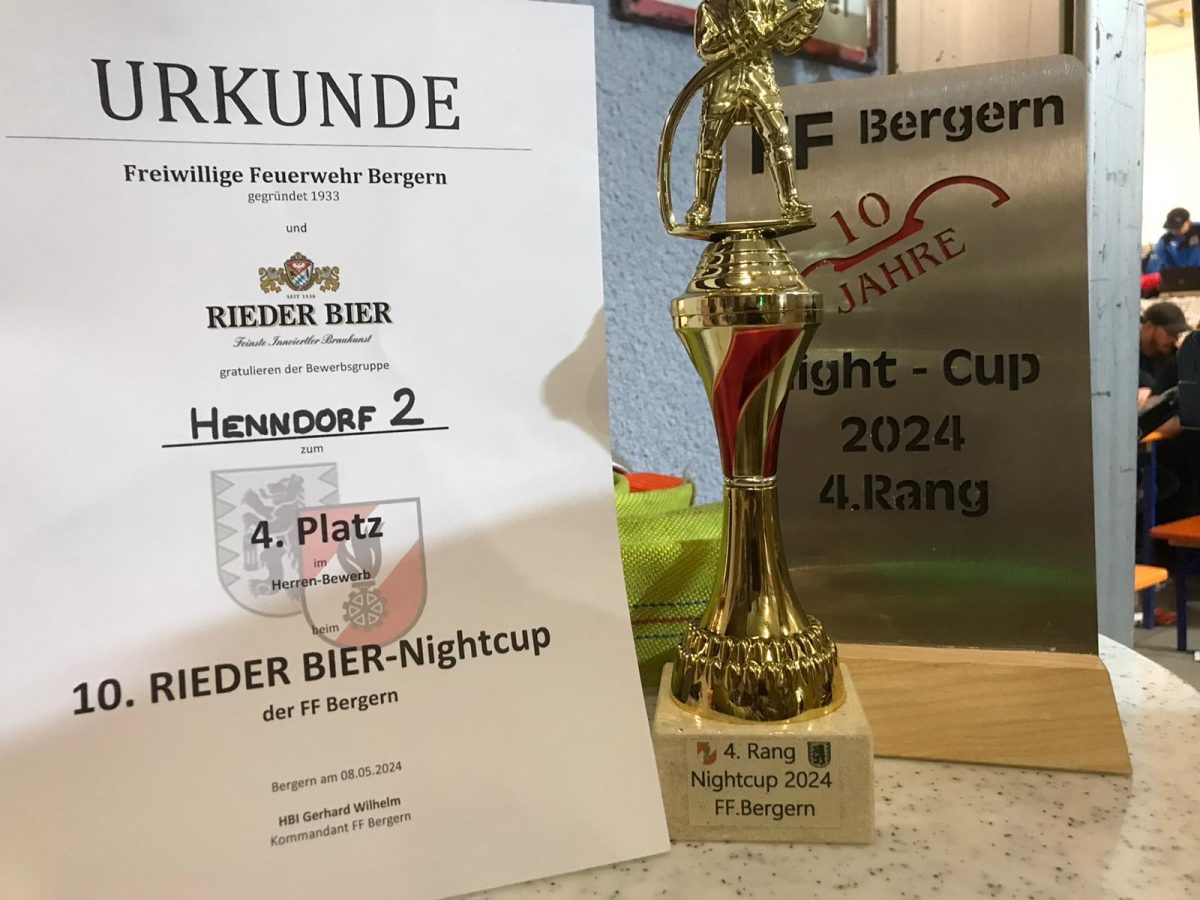 URKUNDE
Freiwillige Feuerwehr Bergern
gegründet 1933
und
SEIT 1536
RIEDER BIER
Feinste Innviertler Braukunst
gratulieren der Bewerbsgruppe
HENNDORF 2
zum
4. Platz
im
Herren-Bewerb
beim
10. RIEDER BIER-Nightcup
der FF Bergern
Bergern am 08.05.2024
HBI Gerhard Wilhelm
Kommandant FF Bergern
4. Rang
Nightcup 2024
FF.Bergern
FF Bergern
10
JAHRE
ight - Cup
2024
4.Rang